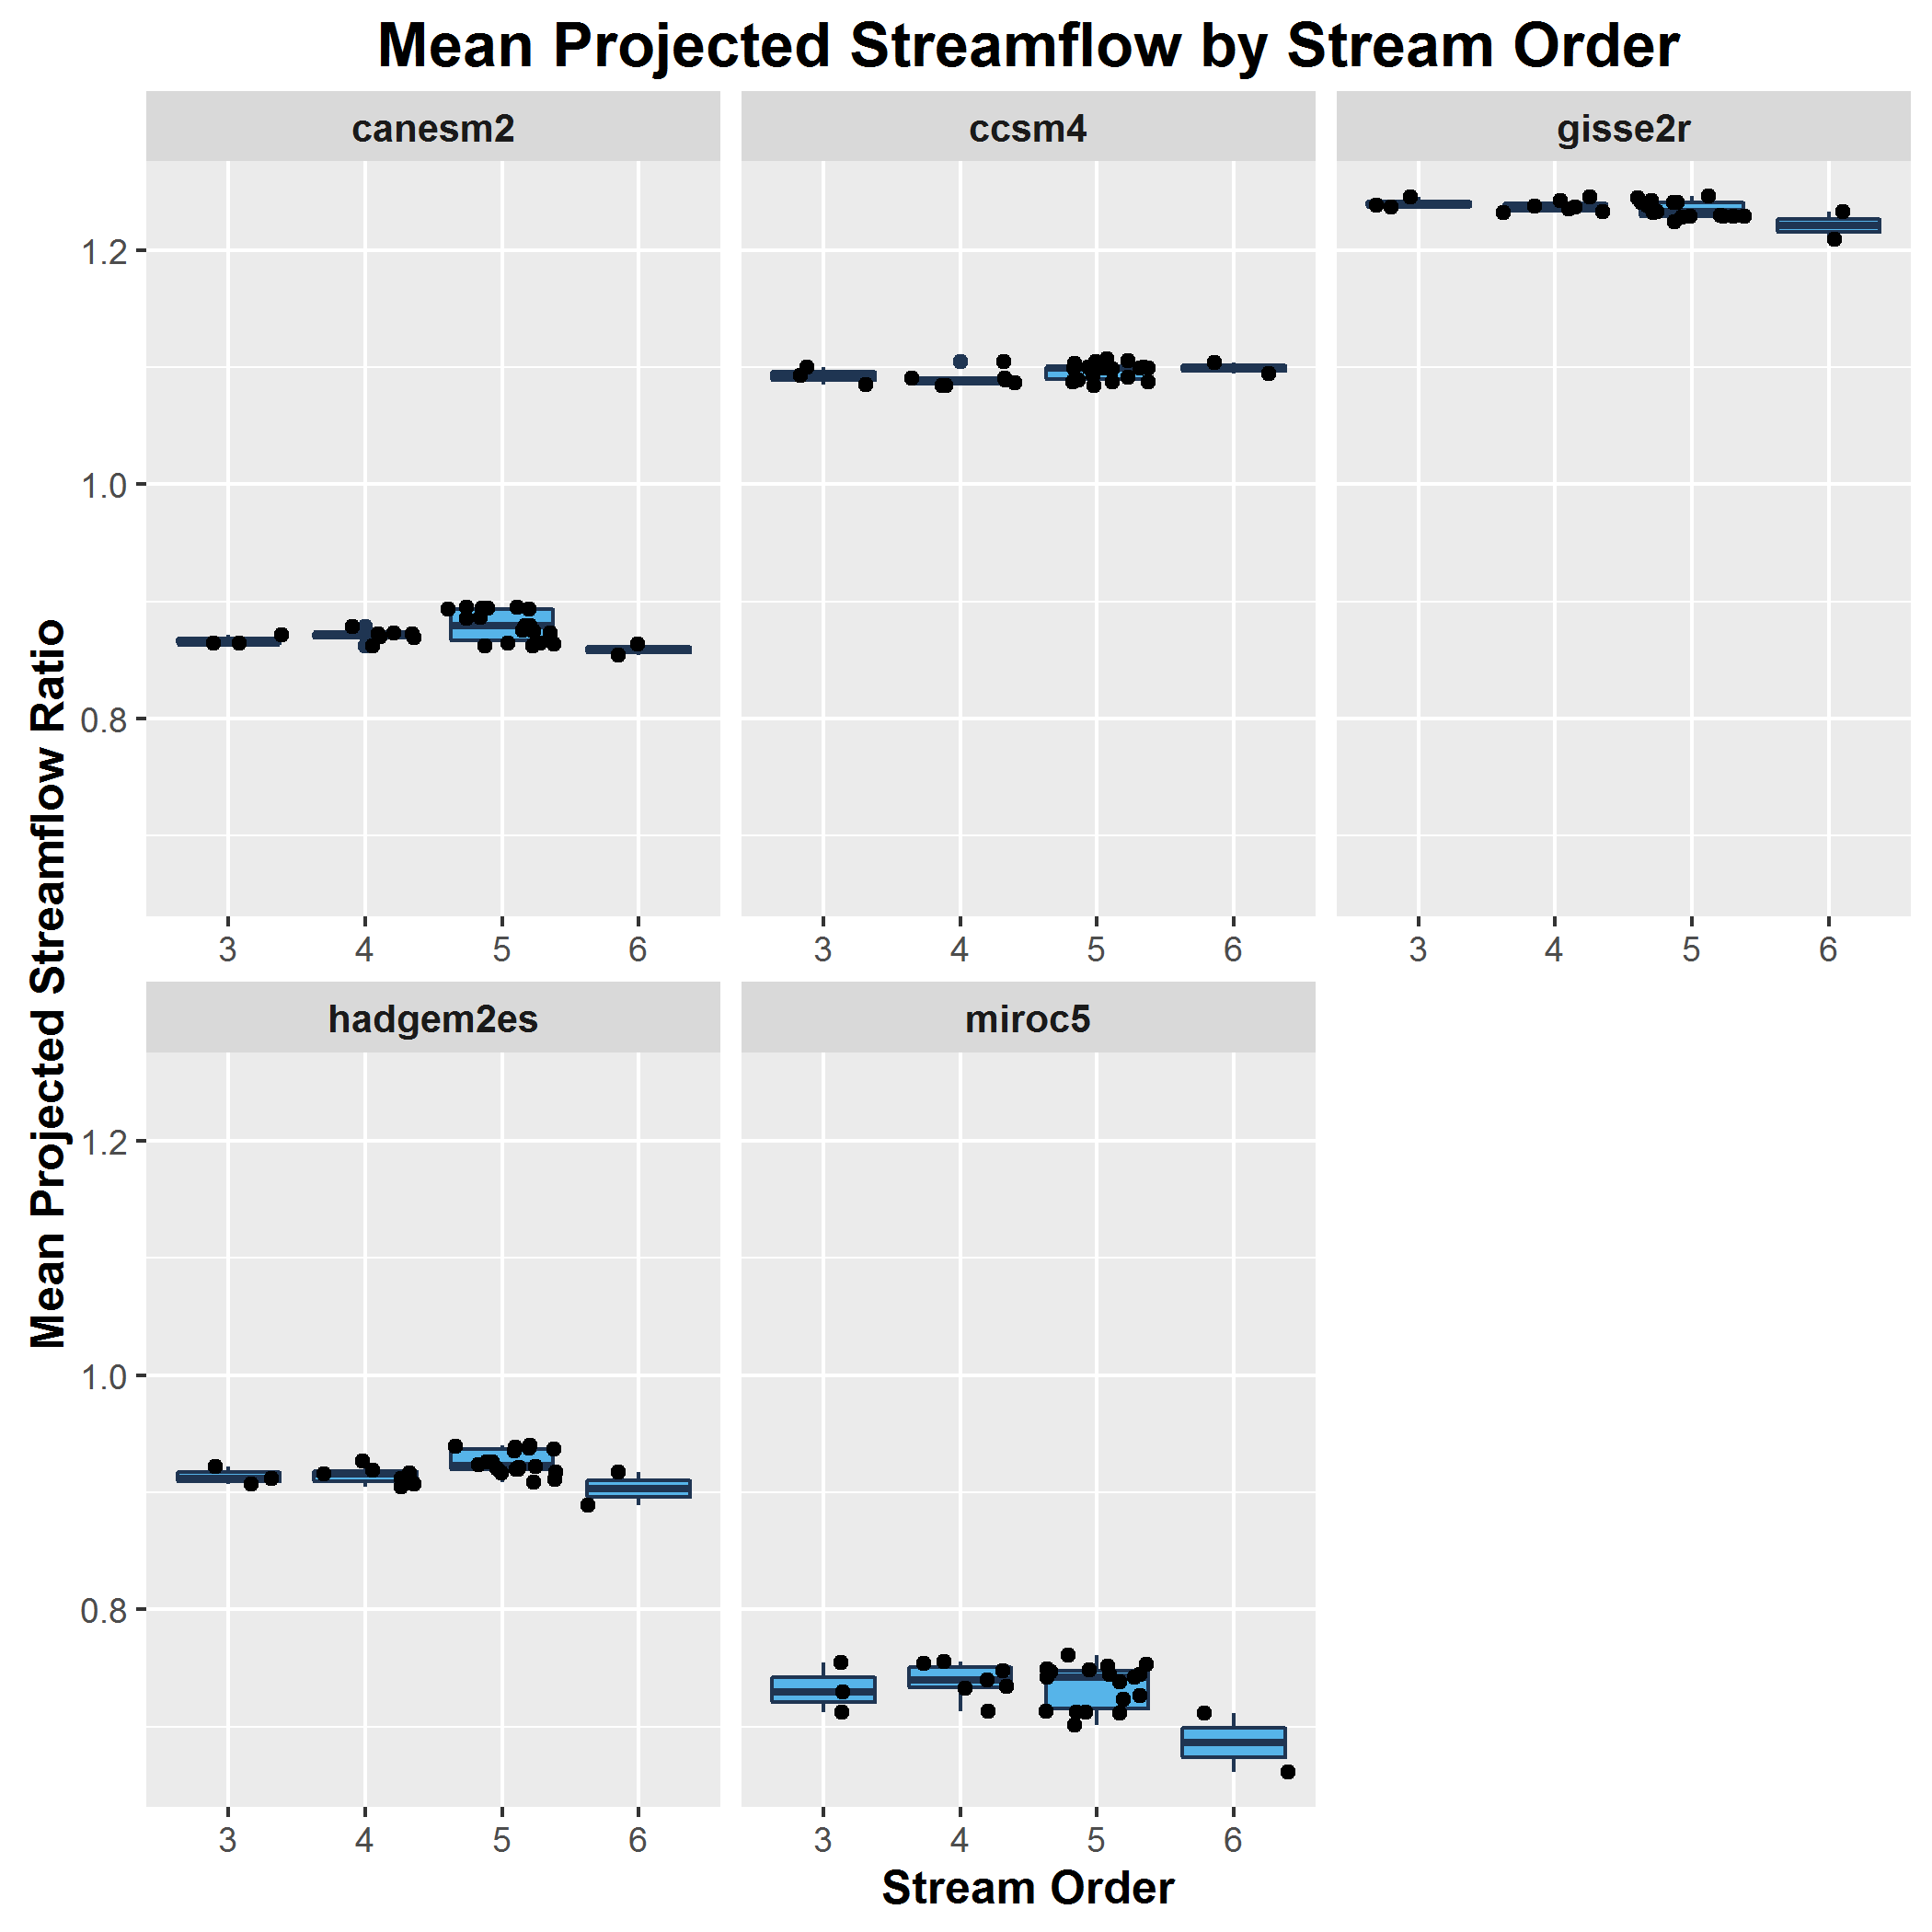 Mean Projected Streamflow by Stream Order
canesm2 ccsm4 gisse2r
Mean Projected Streamflow Ratio
1.2
1.0
0.8
3 4 5 6 3 4 5 6 3 4 5 6
hadgem2es miroc5
1.2
1.0
0.8
3 4 5 6 3 4 5 6
Stream Order